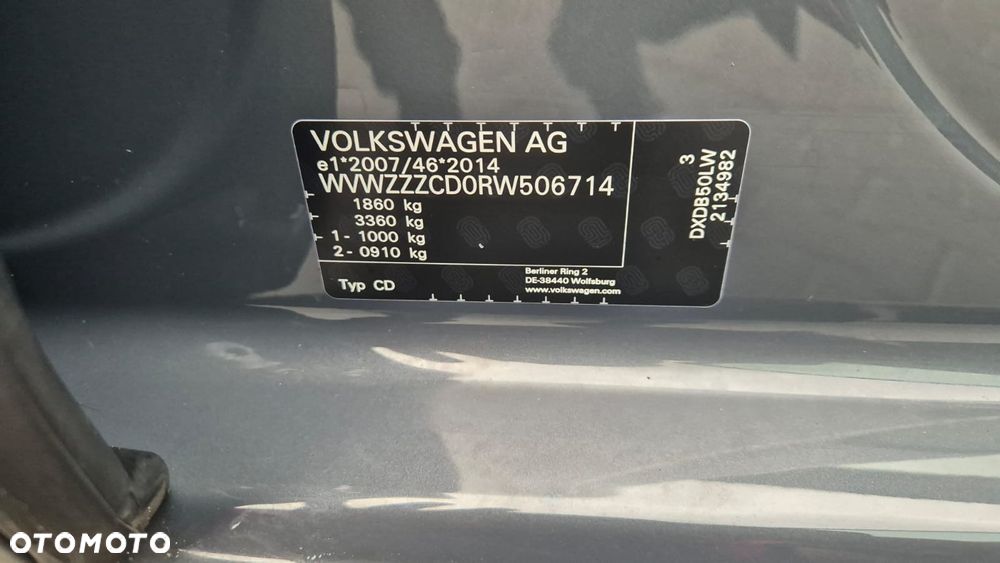 VOLKSWAGEN AG
e1*2007/46*2014
WVWZZZCD0RW506714
1860 kg
3360 kg
1 - 1000 kg
2 - 0910 kg
Typ CD
Berliner Ring 2
DE-38440 Wolfsburg
www.volkswagen.com
3
DXDB50LW
2134982
OTOMOTO